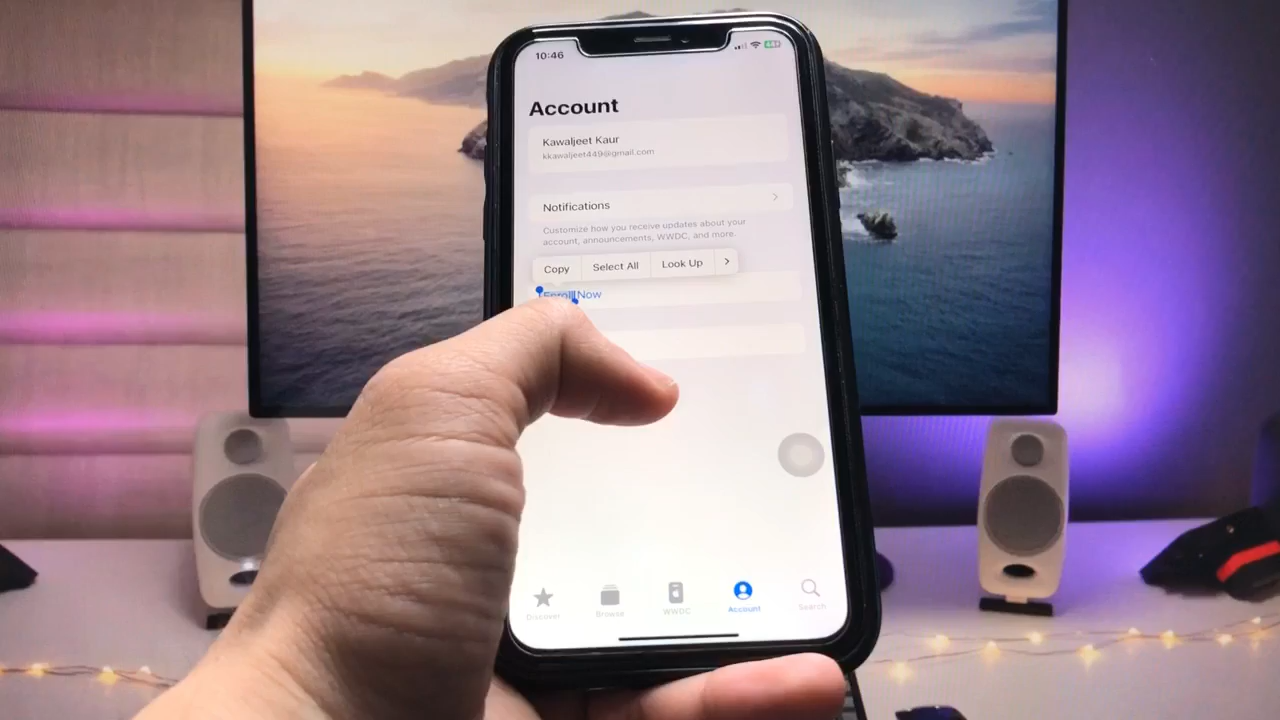 10:46
Account
Kawaljeet Kaur
kkawaljeet449@gmail.com
Notifications
Customize how you receive updates about your
account, announcements, WWDC, and more.
Copy Select All Look Up
Enroll Now
Discover Browse WWDC Account Search